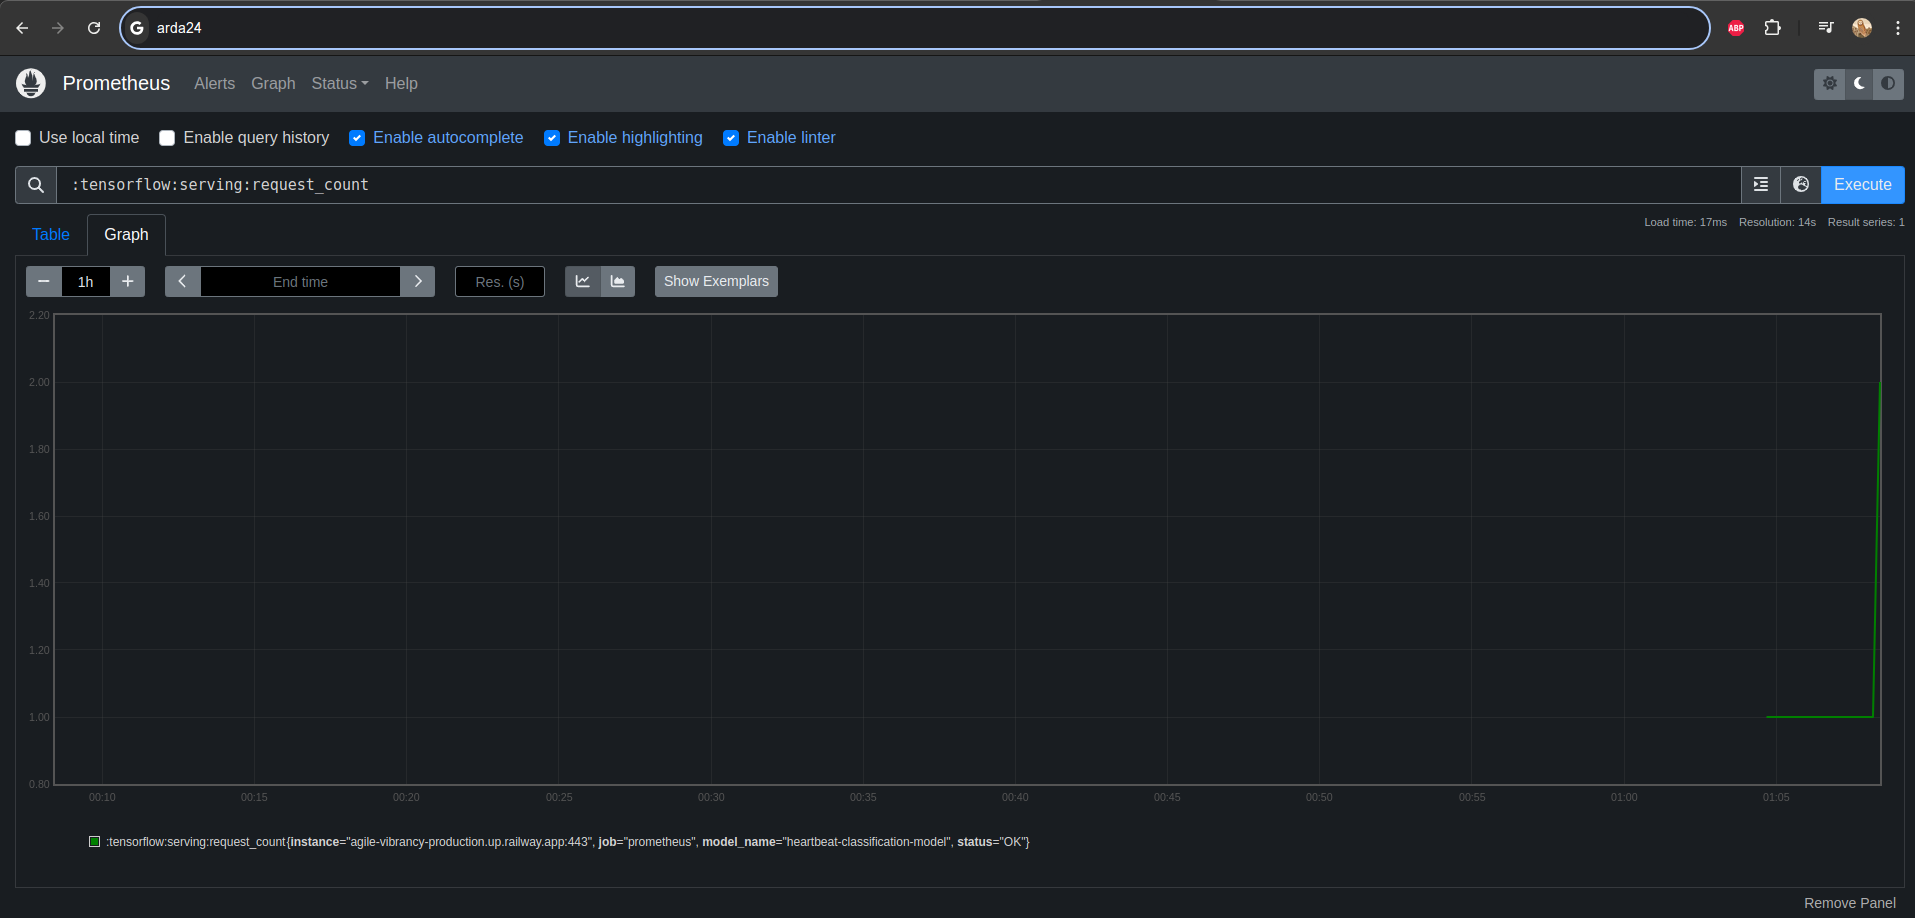 arda24
ABP
Prometheus Alerts Graph Status Help
Use local time Enable query history Enable autocomplete Enable highlighting Enable linter
:tensorflow:serving:request_count Execute
Load time: 17ms Resolution: 14s Result series: 1
Table Graph
1h End time Res. (s) Show Exemplars
2.20
2.00
1.80
1.60
1.40
1.20
1.00
0.80
00:10 00:15 00:20 00:25 00:30 00:35 00:40 00:45 00:50 00:55 01:00 01:05
:tensorflow:serving:request_count{instance="agile-vibrancy-production.up.railway.app:443", job="prometheus", model_name="heartbeat-classification-model", status="OK"}
Remove Panel